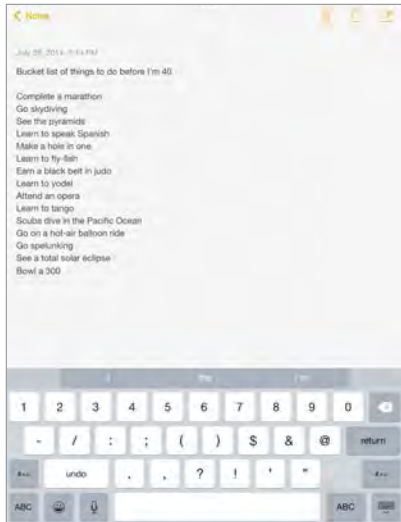 Notes
July 28, 2014, 7:14 PM
Bucket list of things to do before I'm 40
Complete a marathon
Go skydiving
See the pyramids
Learn to speak Spanish
Make a hole in one
Learn to fly-fish
Earn a black belt in judo
Learn to yodel
Attend an opera
Learn to tango
Scuba dive in the Pacific Ocean
Go on a hot-air balloon ride
Go spelunking
See a total solar eclipse
Bowl a 300
I the I'm
1 2 3 4 5 6 7 8 9 0
- / : ; ( ) $ & @ return
#+= undo . , ? ! ' " #+=
ABC ABC